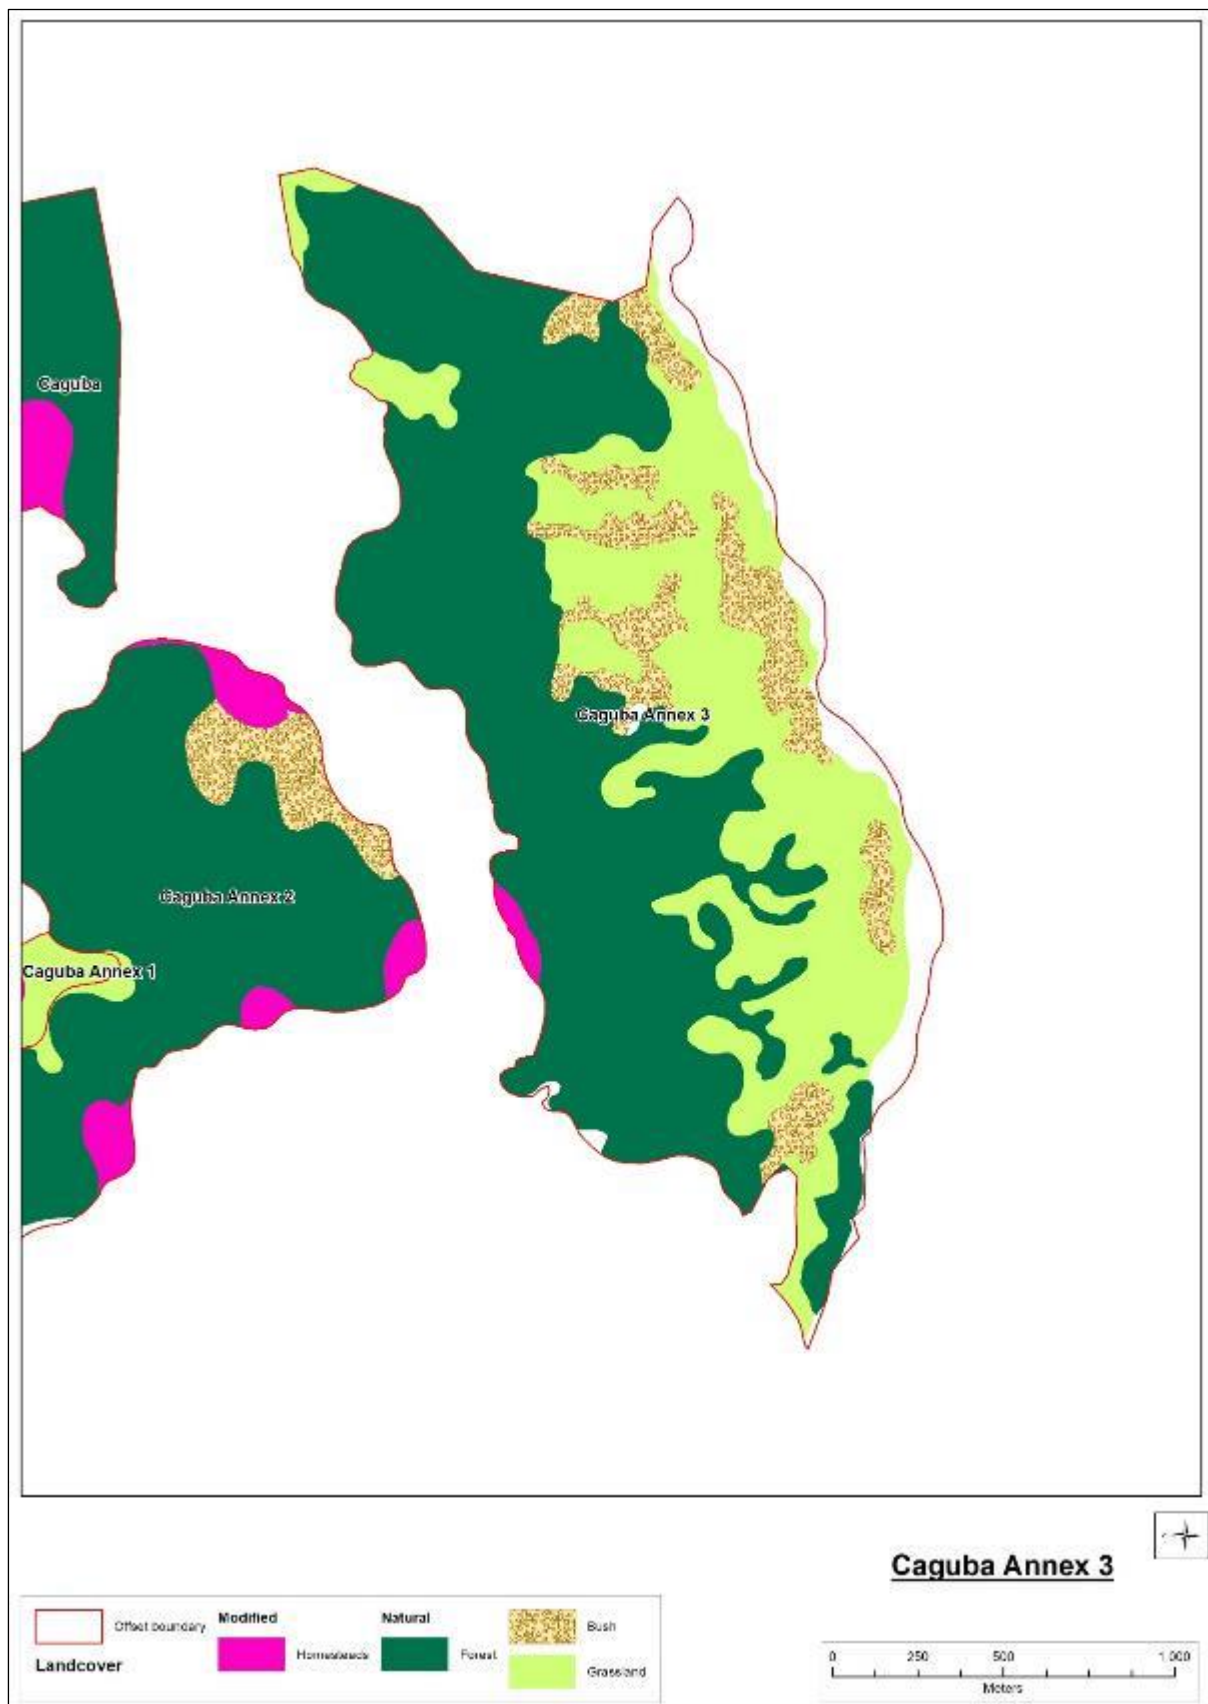 Caguba
Caguba Annex 3
Caguba Annex 2
Caguba Annex 1
Caguba Annex 3
Offset boundary
Modified
Natural
Bush
Homesteads
Forest
Landcover
Grassland
0 250 500 1,000
Meters